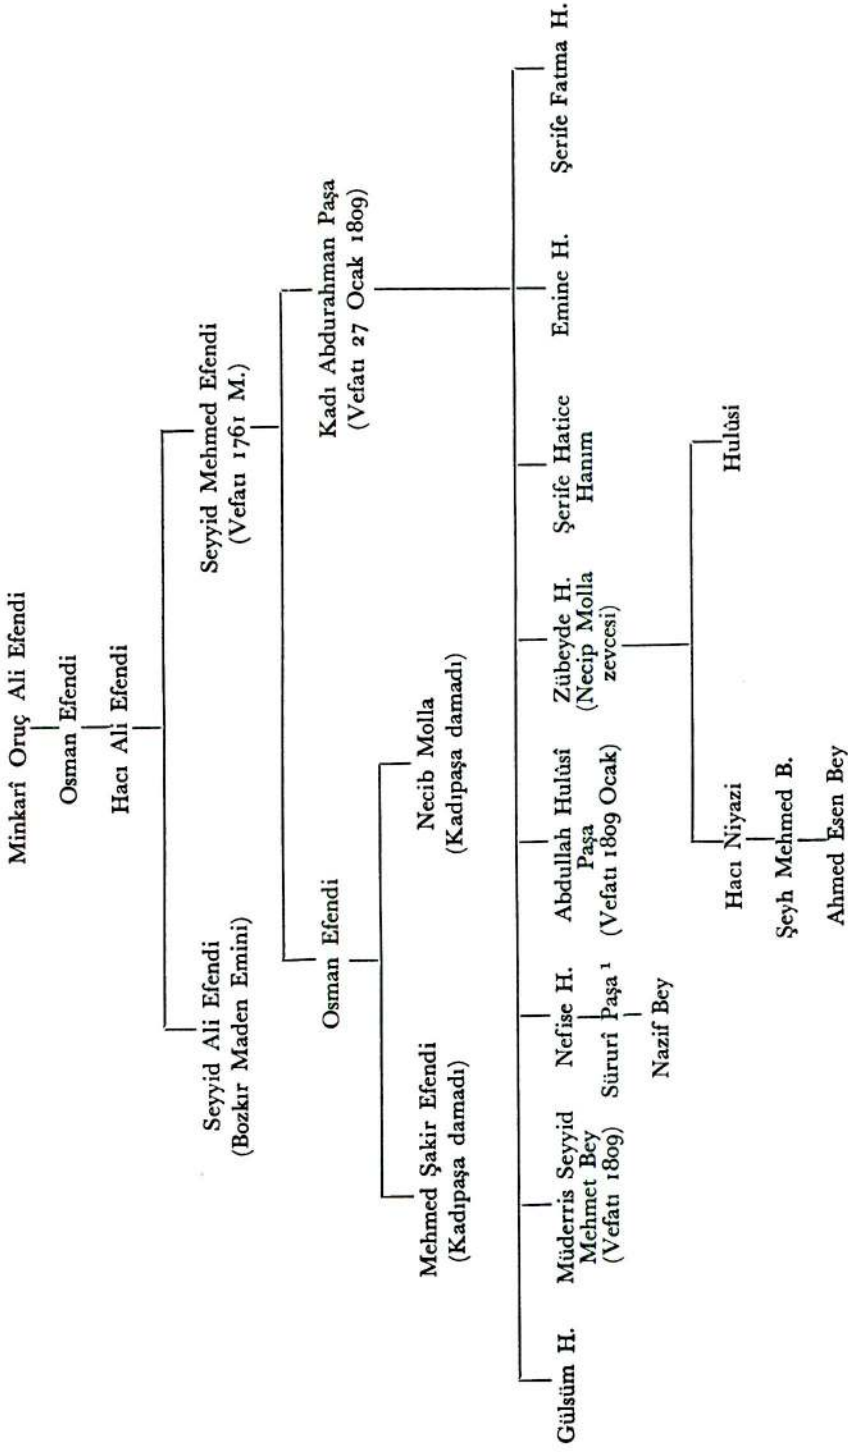 Minkarî Oruç Ali Efendi
Osman Efendi
Hacı Ali Efendi
Seyyid Ali Efendi
(Bozkır Maden Emini)
Seyyid Mehmed Efendi
(Vefatı 1761 M.)
Osman Efendi
Kadı Abdurahman Paşa
(Vefatı 27 Ocak 1809)
Mehmed Şakir Efendi
(Kadıpaşa damadı)
Necib Molla
(Kadıpaşa damadı)
Gülsüm H.
Müderris Seyyid
Mehmet Bey
(Vefatı 1809)
Nefise H.
Sürurî Paşa ¹
Nazif Bey
Abdullah Hulûsî
Paşa
(Vefatı 1809 Ocak)
Zübeyde H.
(Necip Molla
zevcesi)
Şerife Hatice
Hanım
Emine H.
Şerife Fatma H.
Hacı Niyazi
Şeyh Mehmed B.
Ahmed Esen Bey
Hulûsi